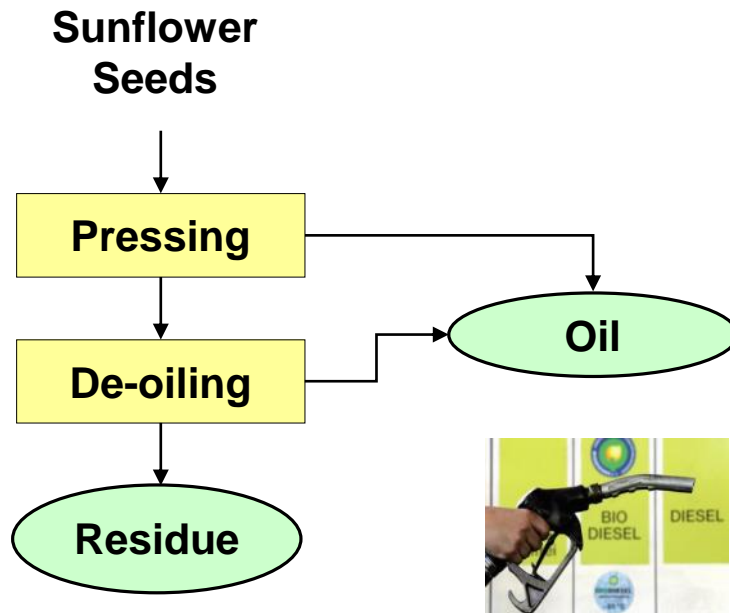 Sunflower
Seeds
Pressing
Oil
De-oiling
Residue
BIO
DIESEL
DIESEL